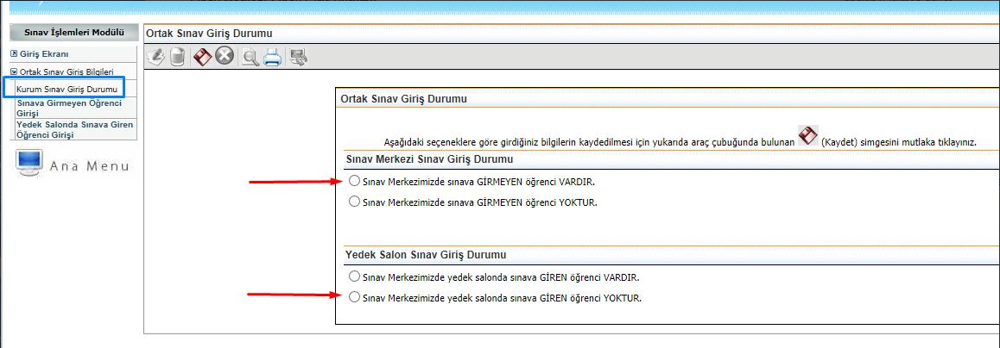 Sınav İşlemleri Modülü
Giriş Ekranı
Ortak Sınav Giriş Bilgileri
Kurum Sınav Giriş Durumu
Sınava Girmeyen Öğrenci
Girişi
Yedek Salonda Sınava Giren
Öğrenci Girişi
Ana Menu
Ortak Sınav Giriş Durumu
Ortak Sınav Giriş Durumu
Aşağıdaki seçeneklere göre girdiğiniz bilgilerin kaydedilmesi için yukarıda araç çubuğunda bulunan (Kaydet) simgesini mutlaka tıklayınız.
Sınav Merkezi Sınav Giriş Durumu
Sınav Merkezimizde sınava GİRMEYEN öğrenci VARDIR.
Sınav Merkezimizde sınava GİRMEYEN öğrenci YOKTUR.
Yedek Salon Sınav Giriş Durumu
Sınav Merkezimizde yedek salonda sınava GİREN öğrenci VARDIR.
Sınav Merkezimizde yedek salonda sınava GİREN öğrenci YOKTUR.